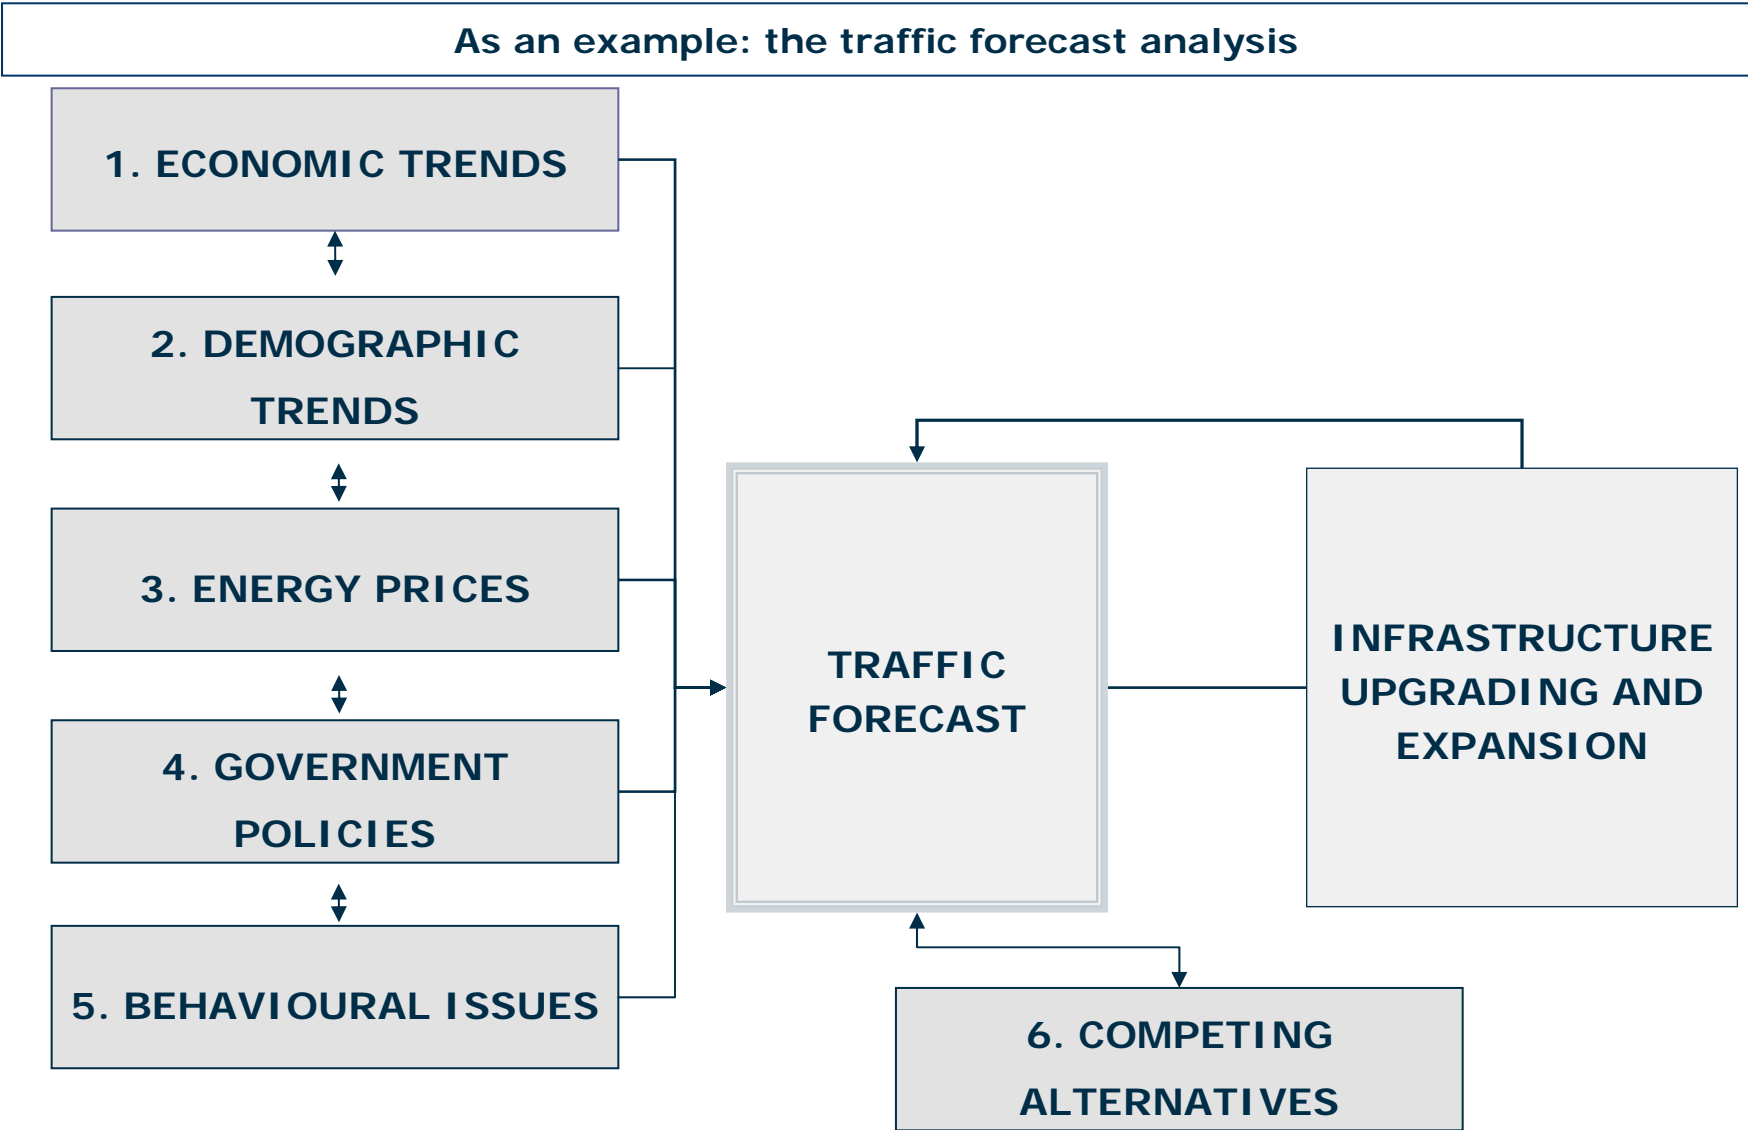 As an example: the traffic forecast analysis
1. ECONOMIC TRENDS
2. DEMOGRAPHIC
TRENDS
3. ENERGY PRICES
4. GOVERNMENT
POLICIES
5. BEHAVIOURAL ISSUES
TRAFFIC
FORECAST
INFRASTRUCTURE
UPGRADING AND
EXPANSION
6. COMPETING
ALTERNATIVES